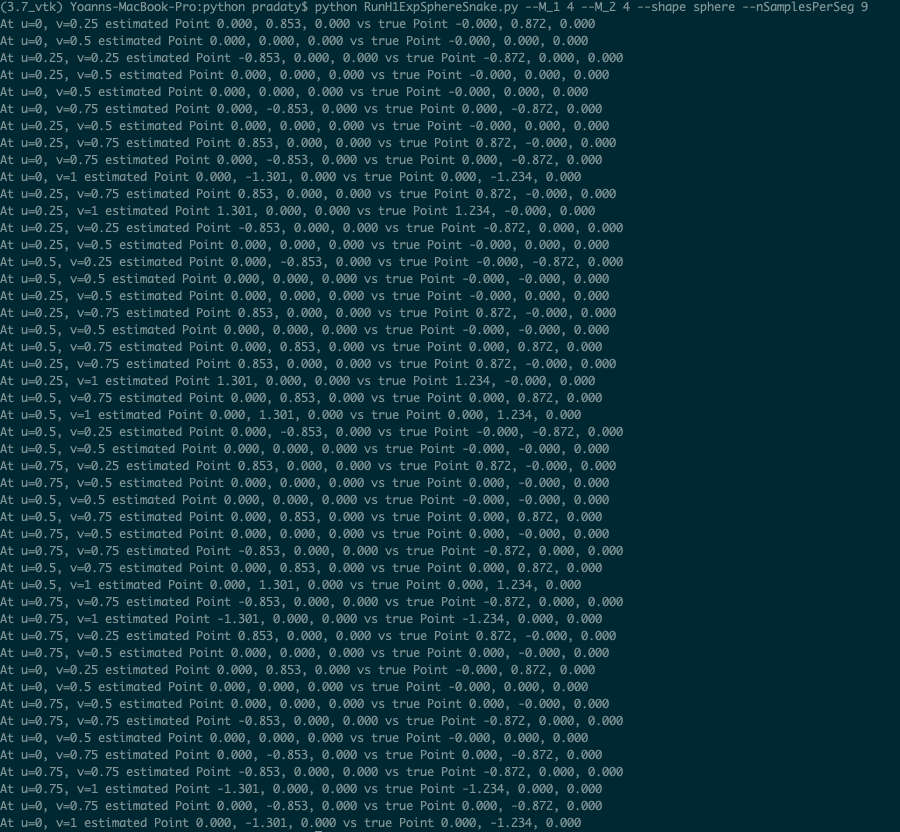 (3.7_vtk) Yoanns-MacBook-Pro:python pradaty$ python RunH1ExpSphereSnake.py --M_1 4 --M_2 4 --shape sphere --nSamplesPerSeg 9
At u=0, v=0.25 estimated Point 0.000, 0.853, 0.000 vs true Point -0.000, 0.872, 0.000
At u=0, v=0.5 estimated Point 0.000, 0.000, 0.000 vs true Point -0.000, 0.000, 0.000
At u=0.25, v=0.25 estimated Point -0.853, 0.000, 0.000 vs true Point -0.872, 0.000, 0.000
At u=0.25, v=0.5 estimated Point 0.000, 0.000, 0.000 vs true Point -0.000, 0.000, 0.000
At u=0, v=0.5 estimated Point 0.000, 0.000, 0.000 vs true Point -0.000, 0.000, 0.000
At u=0, v=0.75 estimated Point 0.000, -0.853, 0.000 vs true Point 0.000, -0.872, 0.000
At u=0.25, v=0.5 estimated Point 0.000, 0.000, 0.000 vs true Point -0.000, 0.000, 0.000
At u=0.25, v=0.75 estimated Point 0.853, 0.000, 0.000 vs true Point 0.872, -0.000, 0.000
At u=0, v=0.75 estimated Point 0.000, -0.853, 0.000 vs true Point 0.000, -0.872, 0.000
At u=0, v=1 estimated Point 0.000, -1.301, 0.000 vs true Point 0.000, -1.234, 0.000
At u=0.25, v=0.75 estimated Point 0.853, 0.000, 0.000 vs true Point 0.872, -0.000, 0.000
At u=0.25, v=1 estimated Point 1.301, 0.000, 0.000 vs true Point 1.234, -0.000, 0.000
At u=0.25, v=0.25 estimated Point -0.853, 0.000, 0.000 vs true Point -0.872, 0.000, 0.000
At u=0.25, v=0.5 estimated Point 0.000, 0.000, 0.000 vs true Point -0.000, 0.000, 0.000
At u=0.5, v=0.25 estimated Point 0.000, -0.853, 0.000 vs true Point -0.000, -0.872, 0.000
At u=0.5, v=0.5 estimated Point 0.000, 0.000, 0.000 vs true Point -0.000, -0.000, 0.000
At u=0.25, v=0.5 estimated Point 0.000, 0.000, 0.000 vs true Point -0.000, 0.000, 0.000
At u=0.25, v=0.75 estimated Point 0.853, 0.000, 0.000 vs true Point 0.872, -0.000, 0.000
At u=0.5, v=0.5 estimated Point 0.000, 0.000, 0.000 vs true Point -0.000, -0.000, 0.000
At u=0.5, v=0.75 estimated Point 0.000, 0.853, 0.000 vs true Point 0.000, 0.872, 0.000
At u=0.25, v=0.75 estimated Point 0.853, 0.000, 0.000 vs true Point 0.872, -0.000, 0.000
At u=0.25, v=1 estimated Point 1.301, 0.000, 0.000 vs true Point 1.234, -0.000, 0.000
At u=0.5, v=0.75 estimated Point 0.000, 0.853, 0.000 vs true Point 0.000, 0.872, 0.000
At u=0.5, v=1 estimated Point 0.000, 1.301, 0.000 vs true Point 0.000, 1.234, 0.000
At u=0.5, v=0.25 estimated Point 0.000, -0.853, 0.000 vs true Point -0.000, -0.872, 0.000
At u=0.5, v=0.5 estimated Point 0.000, 0.000, 0.000 vs true Point -0.000, -0.000, 0.000
At u=0.75, v=0.25 estimated Point 0.853, 0.000, 0.000 vs true Point 0.872, -0.000, 0.000
At u=0.75, v=0.5 estimated Point 0.000, 0.000, 0.000 vs true Point 0.000, -0.000, 0.000
At u=0.5, v=0.5 estimated Point 0.000, 0.000, 0.000 vs true Point -0.000, -0.000, 0.000
At u=0.5, v=0.75 estimated Point 0.000, 0.853, 0.000 vs true Point 0.000, 0.872, 0.000
At u=0.75, v=0.5 estimated Point 0.000, 0.000, 0.000 vs true Point 0.000, -0.000, 0.000
At u=0.75, v=0.75 estimated Point -0.853, 0.000, 0.000 vs true Point -0.872, 0.000, 0.000
At u=0.5, v=0.75 estimated Point 0.000, 0.853, 0.000 vs true Point 0.000, 0.872, 0.000
At u=0.5, v=1 estimated Point 0.000, 1.301, 0.000 vs true Point 0.000, 1.234, 0.000
At u=0.75, v=0.75 estimated Point -0.853, 0.000, 0.000 vs true Point -0.872, 0.000, 0.000
At u=0.75, v=1 estimated Point -1.301, 0.000, 0.000 vs true Point -1.234, 0.000, 0.000
At u=0.75, v=0.25 estimated Point 0.853, 0.000, 0.000 vs true Point 0.872, -0.000, 0.000
At u=0.75, v=0.5 estimated Point 0.000, 0.000, 0.000 vs true Point 0.000, -0.000, 0.000
At u=0, v=0.25 estimated Point 0.000, 0.853, 0.000 vs true Point -0.000, 0.872, 0.000
At u=0, v=0.5 estimated Point 0.000, 0.000, 0.000 vs true Point -0.000, 0.000, 0.000
At u=0.75, v=0.5 estimated Point 0.000, 0.000, 0.000 vs true Point 0.000, -0.000, 0.000
At u=0.75, v=0.75 estimated Point -0.853, 0.000, 0.000 vs true Point -0.872, 0.000, 0.000
At u=0, v=0.5 estimated Point 0.000, 0.000, 0.000 vs true Point -0.000, 0.000, 0.000
At u=0, v=0.75 estimated Point 0.000, -0.853, 0.000 vs true Point 0.000, -0.872, 0.000
At u=0.75, v=0.75 estimated Point -0.853, 0.000, 0.000 vs true Point -0.872, 0.000, 0.000
At u=0.75, v=1 estimated Point -1.301, 0.000, 0.000 vs true Point -1.234, 0.000, 0.000
At u=0, v=0.75 estimated Point 0.000, -0.853, 0.000 vs true Point 0.000, -0.872, 0.000
At u=0, v=1 estimated Point 0.000, -1.301, 0.000 vs true Point 0.000, -1.234, 0.000